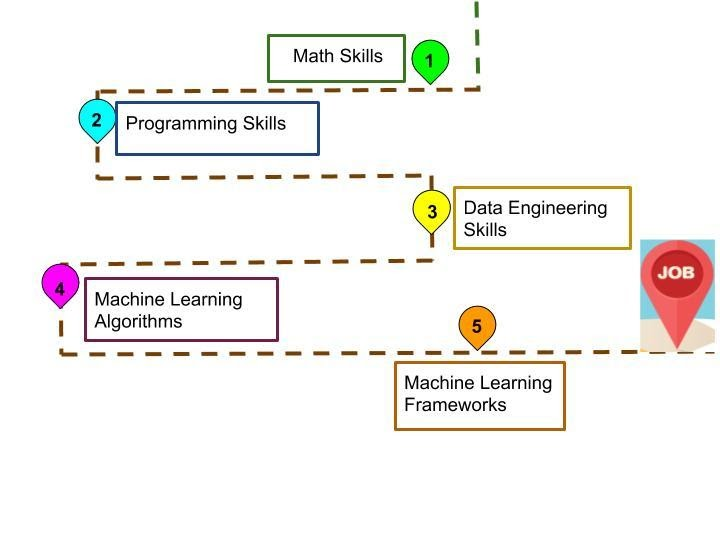 Math Skills
1
2
Programming Skills
3
Data Engineering
Skills
JOB
4
Machine Learning
Algorithms
5
Machine Learning
Frameworks